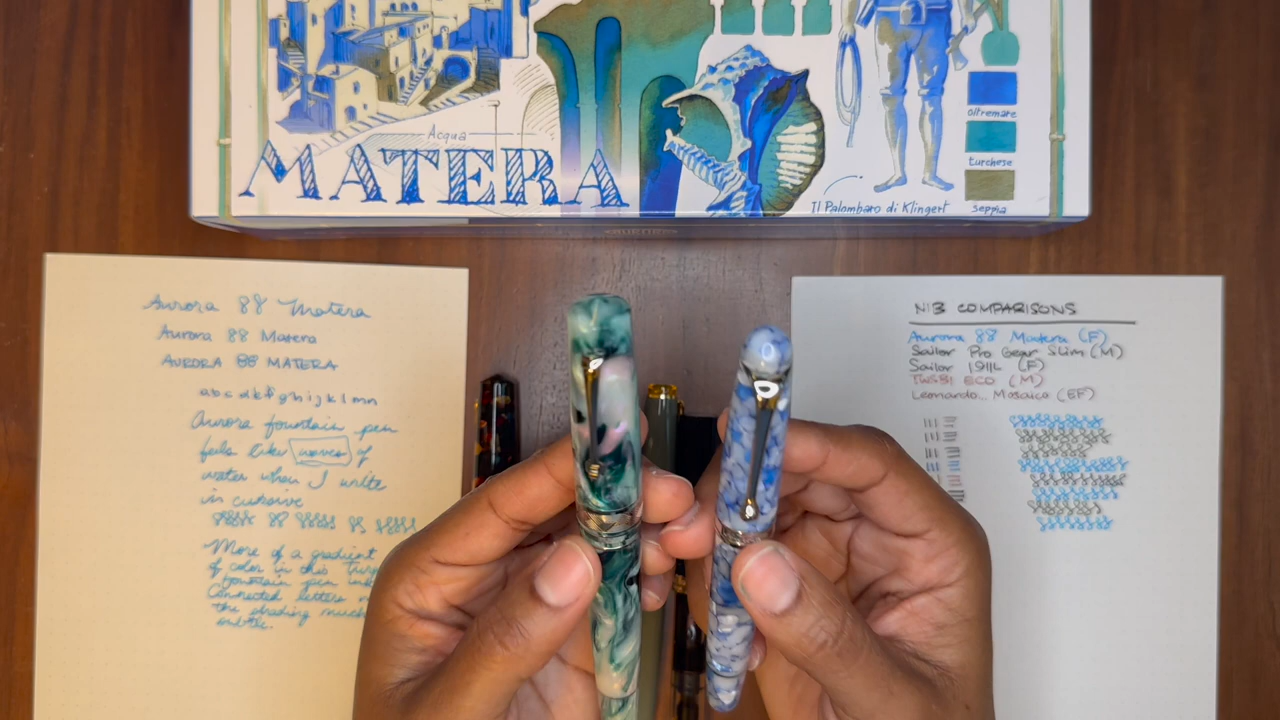 Acqua
MATERA
oltremare
turchese
seppia
Il Palombaro di Klingert
Aurora 88 Matera
Aurora 88 Matera
AURORA 88 MATERA
abcdefghijklmn
Aurora fountain pen
feels like waves of
water when I write
in cursive
More of a gradient
of color in this
fountain pen ink
Connected letters
the shading much
subtle.
NIB COMPARISONS
Aurora 88 Matera (F)
Sailor Pro Gear Slim (M)
Sailor 1911L (F)
TWSBI ECO (M)
Leonardo... Mosaico (EF)